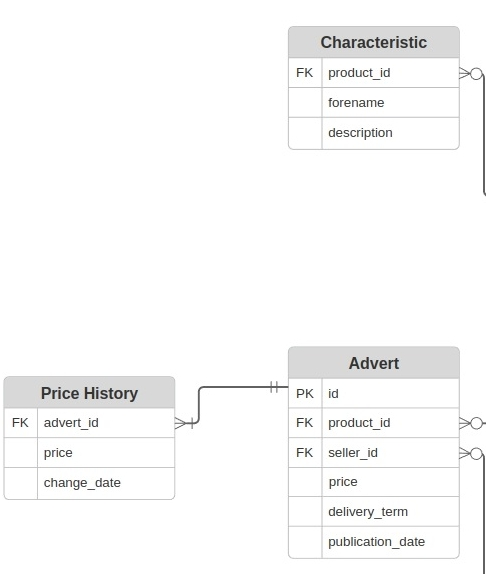 Characteristic
FK product_id
forename
description
Price History
FK advert_id
price
change_date
Advert
PK id
FK product_id
FK seller_id
price
delivery_term
publication_date